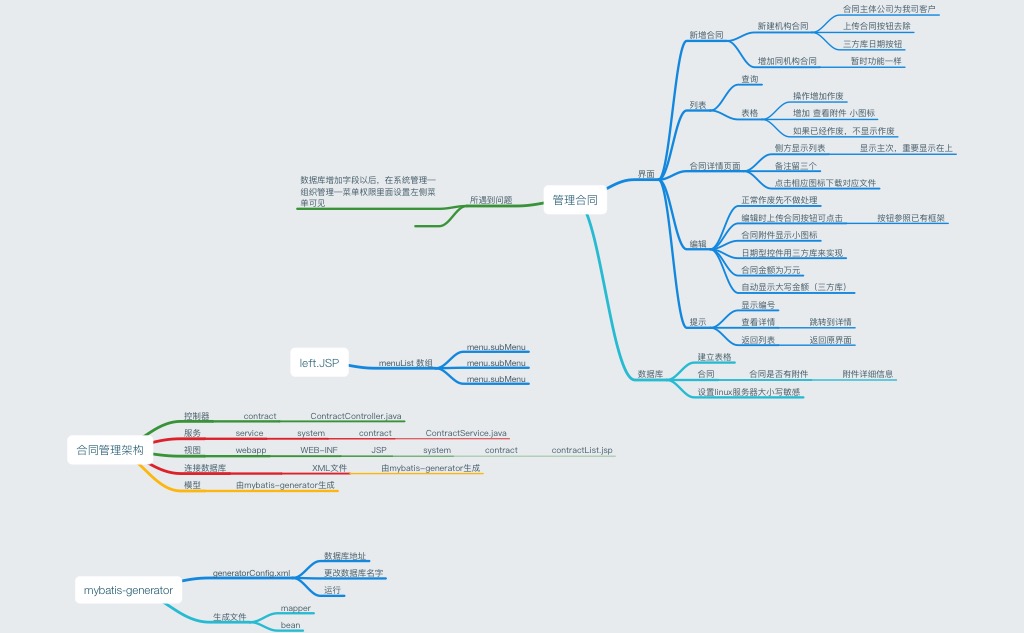 管理合同
界面
新增合同
新建机构合同
合同主体公司为我司客户
上传合同按钮去除
三方库日期按钮
增加同机构合同
暂时功能一样
列表
查询
表格
操作增加作废
增加 查看附件 小图标
如果已经作废，不显示作废
合同详情页面
侧方显示列表
显示主次，重要显示在上
备注留三个
点击相应图标下载对应文件
编辑
正常作废先不做处理
编辑时上传合同按钮可点击
按钮参照已有框架
合同附件显示小图标
日期型控件用三方库来实现
合同金额为万元
自动显示大写金额（三方库）
提示
显示编号
查看详情
跳转到详情
返回列表
返回原界面
数据库
建立表格
合同
合同是否有附件
附件详细信息
设置linux服务器大小写敏感
所遇到问题
数据库增加字段以后，在系统管理—
组织管理—菜单权限里面设置左侧菜
单可见
left.JSP
menuList 数组
menu.subMenu
menu.subMenu
menu.subMenu
合同管理架构
控制器
contract
ContractController.java
服务
service
system
contract
ContractService.java
视图
webapp
WEB-INF
JSP
system
contract
contractList.jsp
连接数据库
XML文件
由mybatis-generator生成
模型
由mybatis-generator生成
mybatis-generator
generatorConfig.xml
数据库地址
更改数据库名字
运行
生成文件
mapper
bean